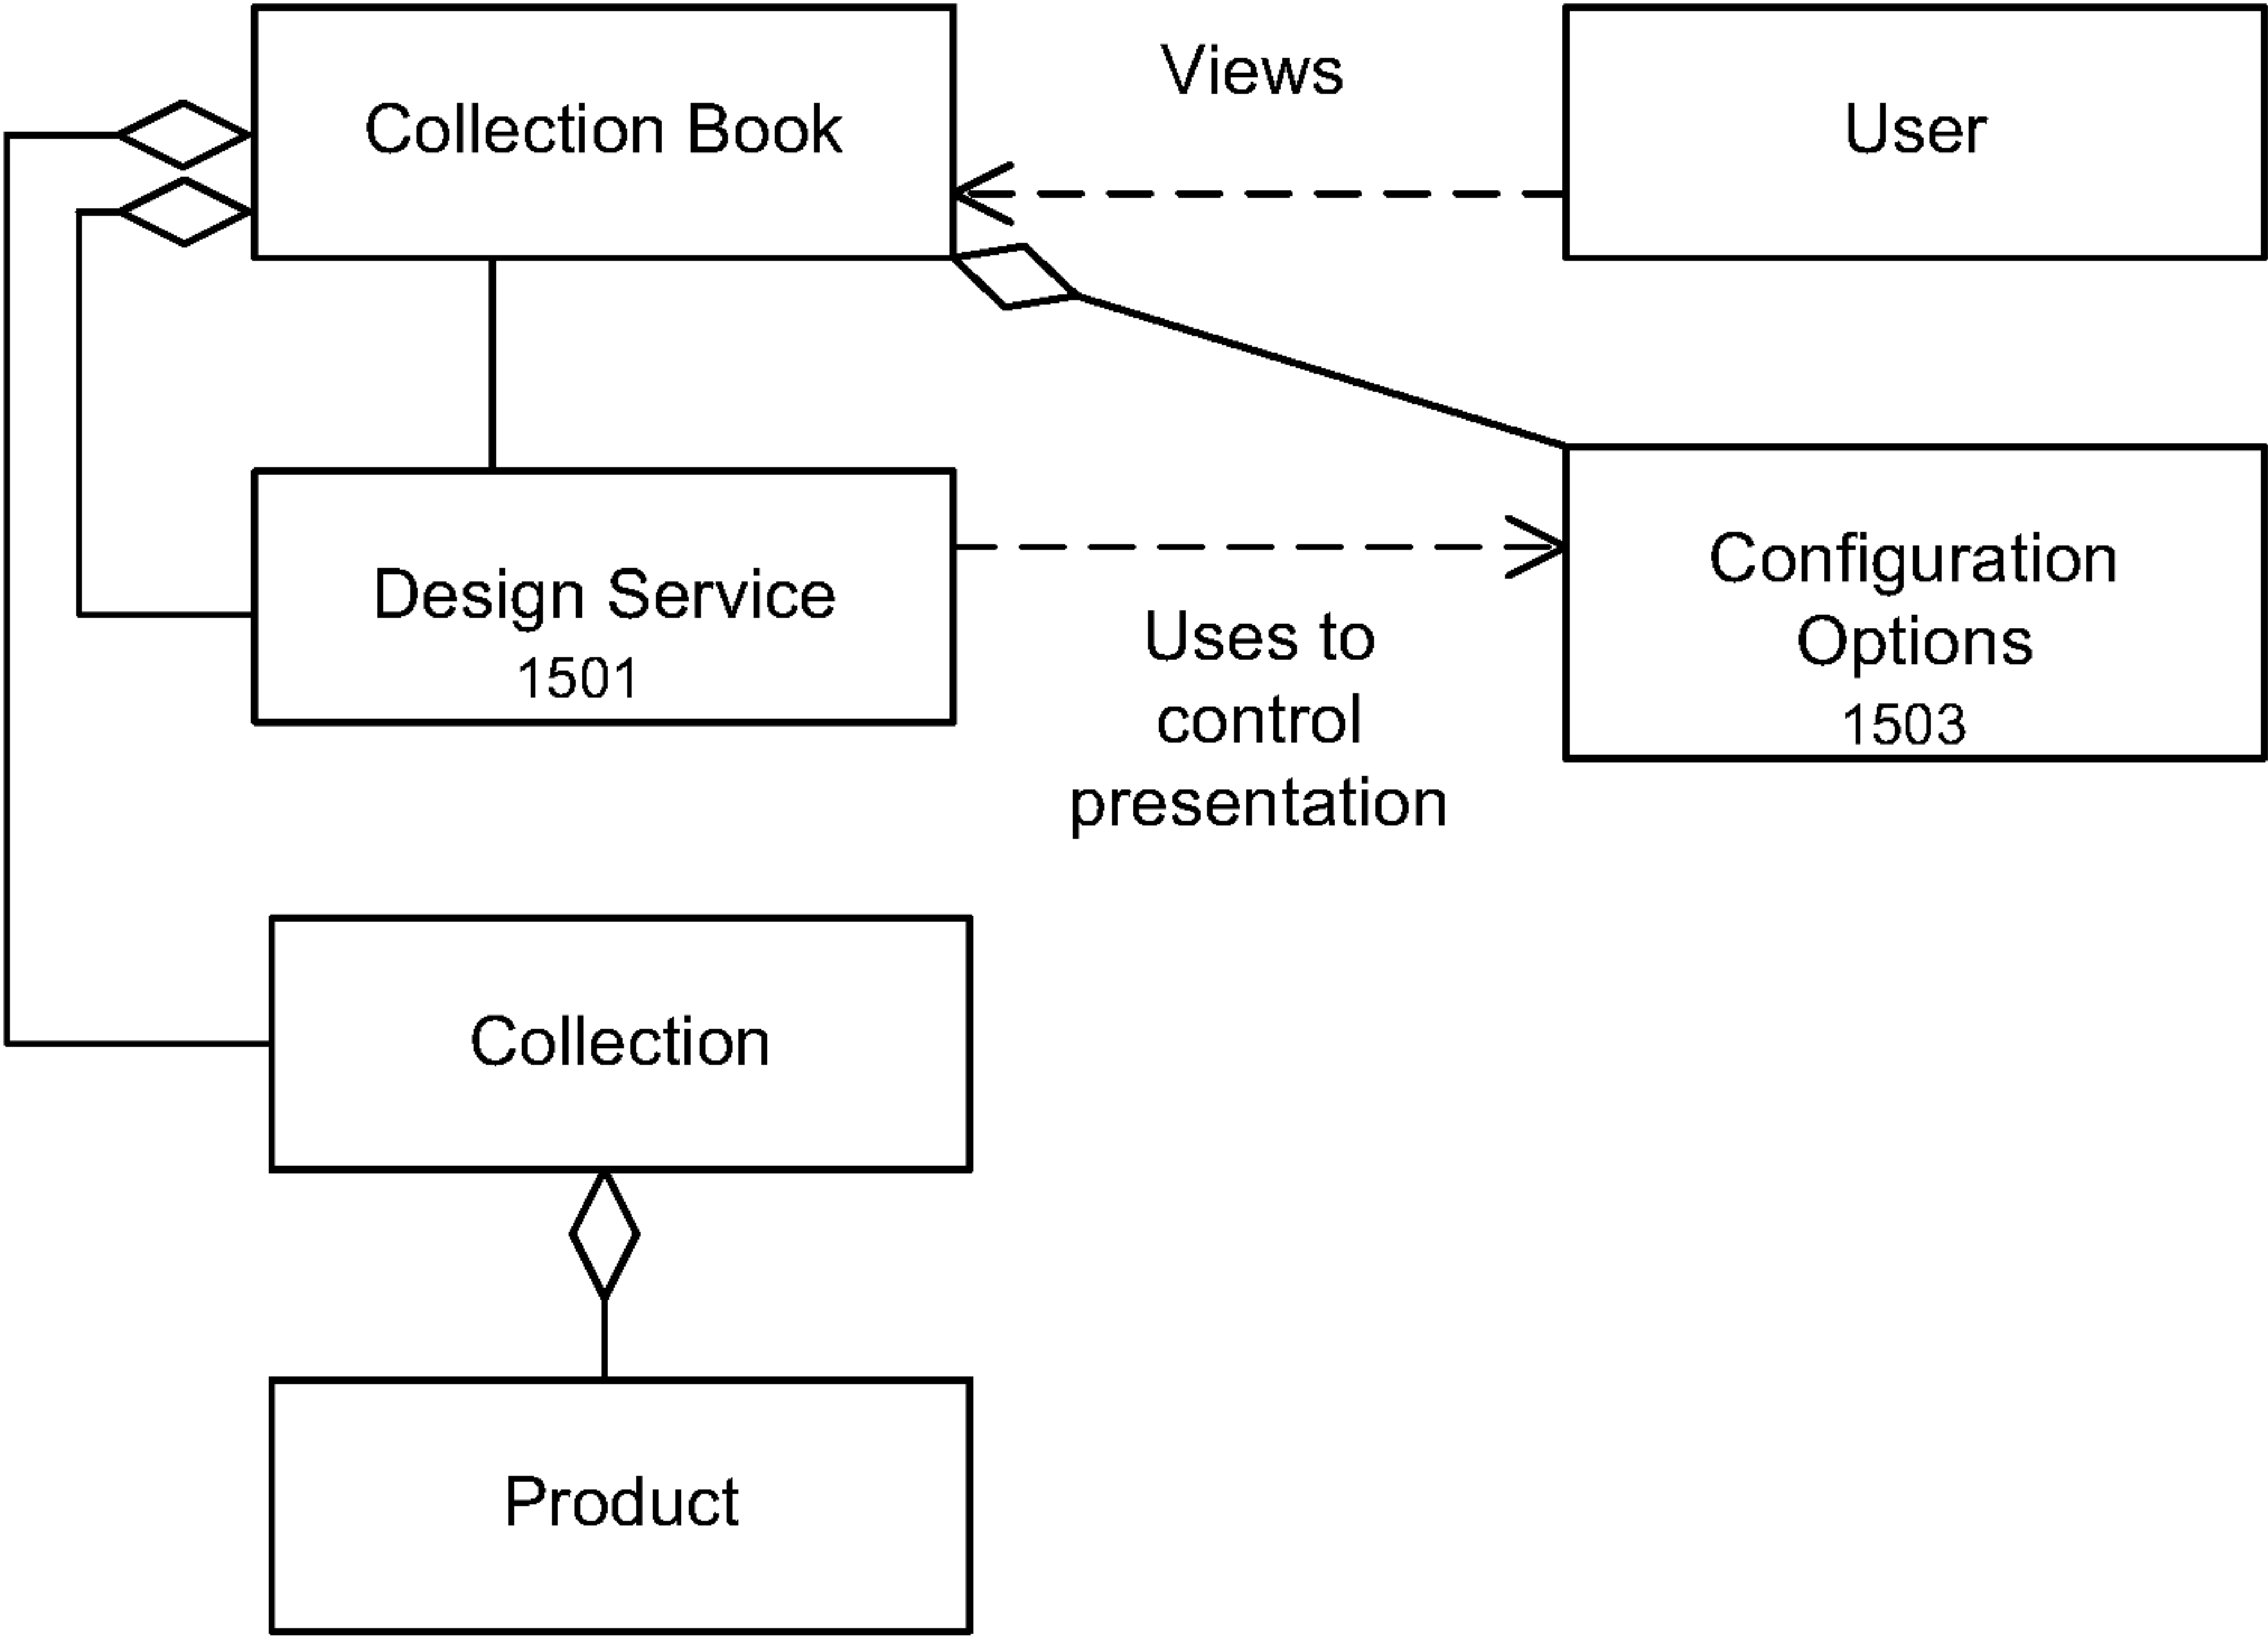 Collection Book
Views
User
Design Service
1501
Uses to
control
presentation
Configuration
Options
1503
Collection
Product